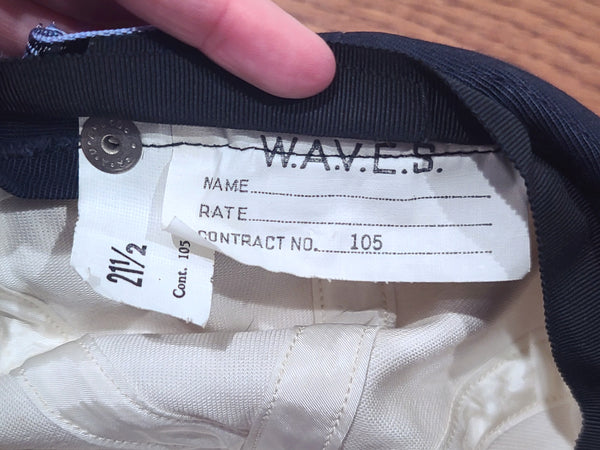 W.A.V.E.S.
NAME
RATE
CONTRACT NO. 105
21½
Cont. 105